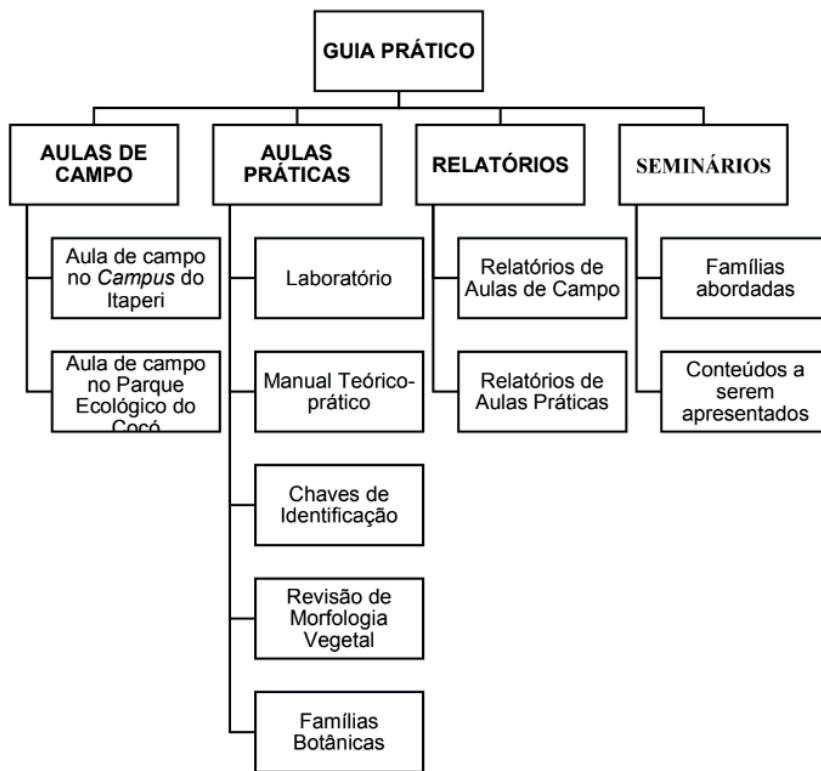 GUIA PRÁTICO
AULAS DE
CAMPO
Aula de campo
no Campus do
Itaperi
Aula de campo
no Parque
Ecológico do
Cocó
AULAS
PRÁTICAS
Laboratório
Manual Teórico-
prático
Chaves de
Identificação
Revisão de
Morfologia
Vegetal
Famílias
Botânicas
RELATÓRIOS
Relatórios de
Aulas de Campo
Relatórios de
Aulas Práticas
SEMINÁRIOS
Famílias
abordadas
Conteúdos a
serem
apresentados